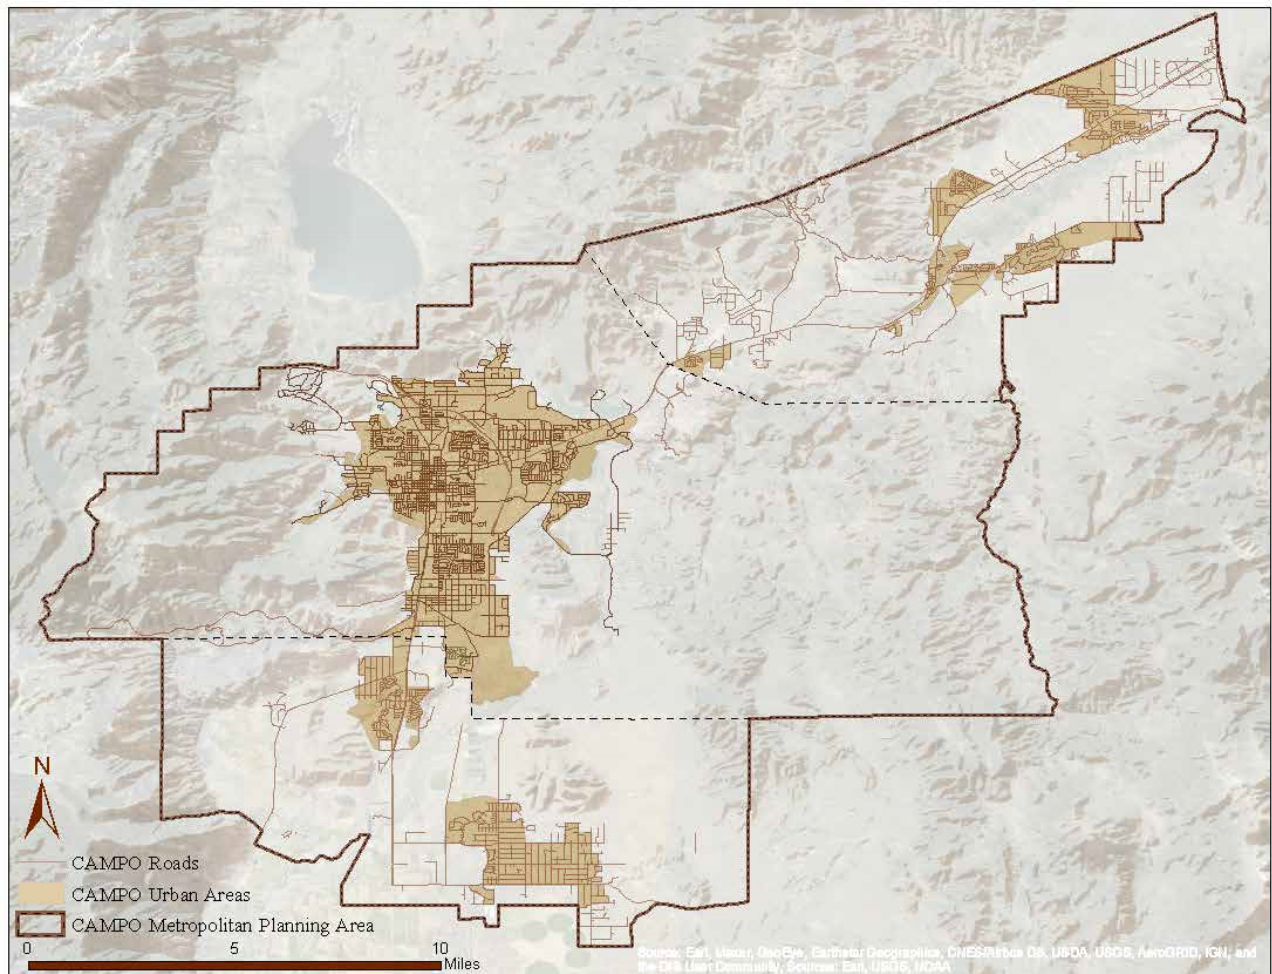 N
CAMPO Roads
CAMPO Urban Areas
CAMPO Metropolitan Planning Area
0 5 10
Miles
Source: Esri, Maxar, GeoEye, Earthstar Geographics, CNES/Airbus DS, USDA, USGS, AeroGRID, IGN, and
the GIS User Community, Sources: Esri, USGS, NOAA